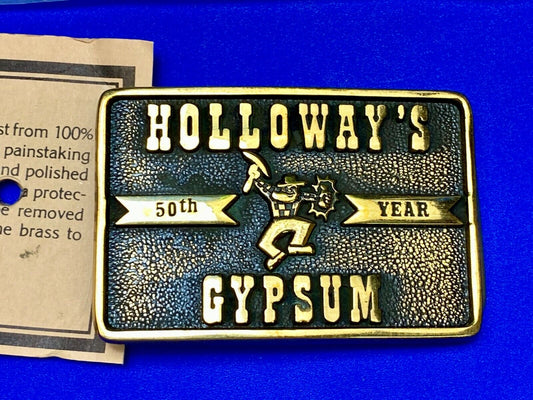 HOLLOWAY'S
50th YEAR
GYPSUM
st from 100%
painstaking
nd polished
a protec-
e removed
e brass to